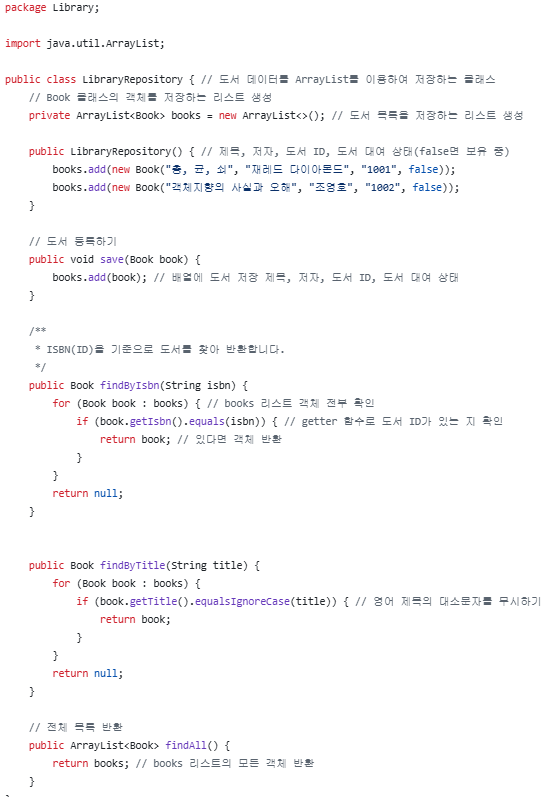 package Library;
import java.util.ArrayList;
public class LibraryRepository { // 도서 데이터를 ArrayList를 이용하여 저장하는 클래스
// Book 클래스의 객체를 저장하는 리스트 생성
private ArrayList<Book> books = new ArrayList<>(); // 도서 목록을 저장하는 리스트 생성
public LibraryRepository() { // 제목, 저자, 도서 ID, 도서 대여 상태(false면 보유 중)
books.add(new Book("총, 균, 쇠", "재레드 다이아몬드", "1001", false));
books.add(new Book("객체지향의 사실과 오해", "조영호", "1002", false));
}
// 도서 등록하기
public void save(Book book) {
books.add(book); // 배열에 도서 저장 제목, 저자, 도서 ID, 도서 대여 상태
}
/**
* ISBN(ID)을 기준으로 도서를 찾아 반환합니다.
*/
public Book findByIsbn(String isbn) {
for (Book book : books) { // books 리스트 객체 전부 확인
if (book.getIsbn().equals(isbn)) { // getter 함수로 도서 ID가 있는 지 확인
return book; // 있다면 객체 반환
}
}
return null;
}
public Book findByTitle(String title) {
for (Book book : books) {
if (book.getTitle().equalsIgnoreCase(title)) { // 영어 제목의 대소문자를 무시하기
return book;
}
}
return null;
}
// 전체 목록 반환
public ArrayList<Book> findAll() {
return books; // books 리스트의 모든 객체 반환
}
}